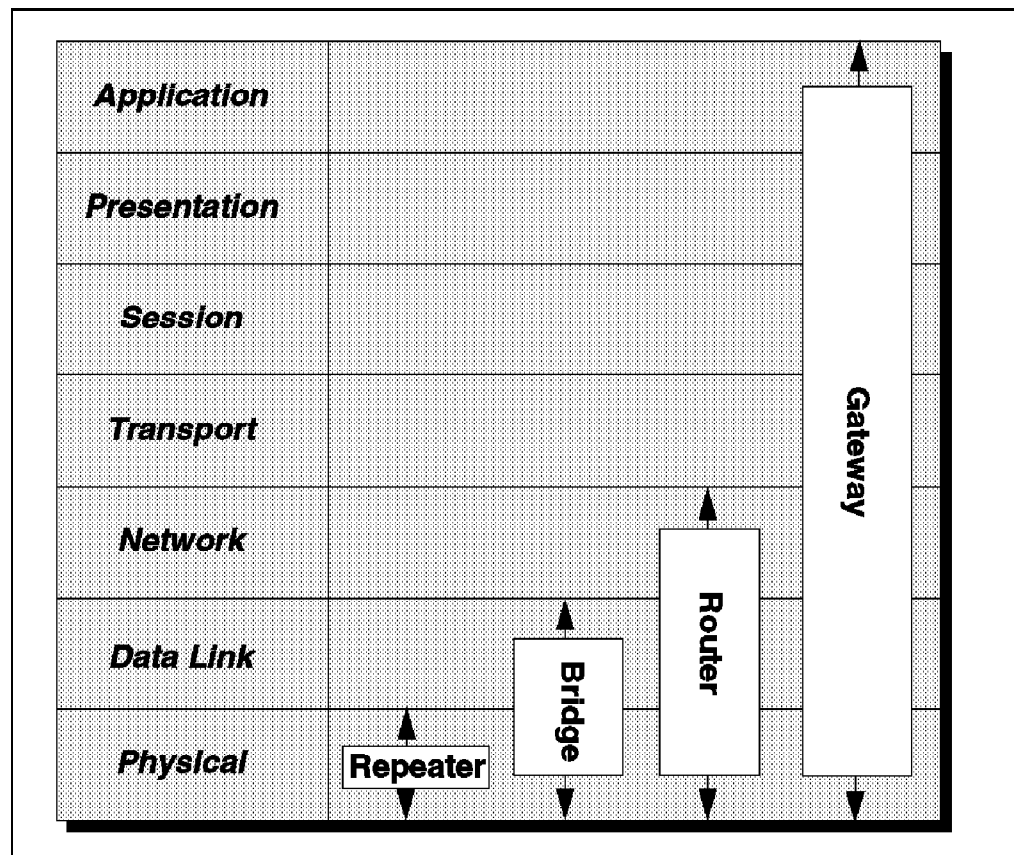 Application
Presentation
Session
Transport
Network
Data Link
Physical
Repeater
Bridge
Router
Gateway